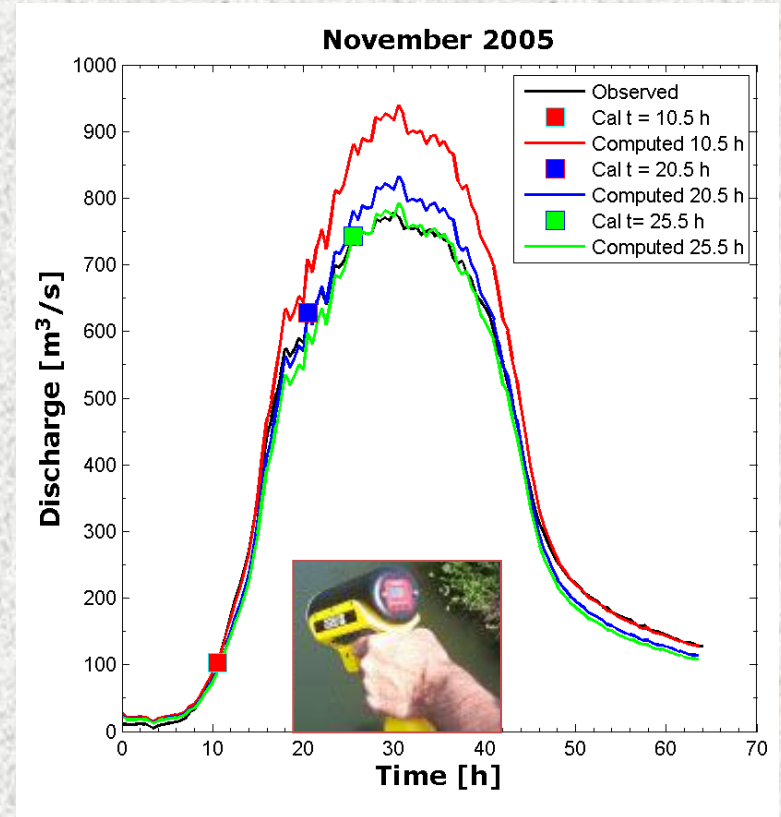 November 2005
Discharge [m³/s]
1000
900
800
700
600
500
400
300
200
100
0
Observed
Cal t = 10.5 h
Computed 10.5 h
Cal t = 20.5 h
Computed 20.5 h
Cal t= 25.5 h
Computed 25.5 h
0 10 20 30 40 50 60 70
Time [h]